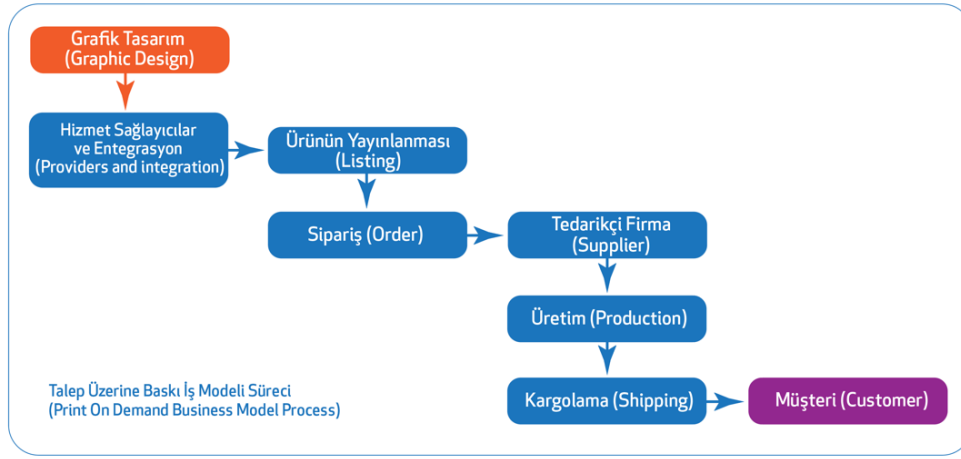 Grafik Tasarım
(Graphic Design)
Hizmet Sağlayıcılar
ve Entegrasyon
(Providers and integration)
Ürünün Yayınlanması
(Listing)
Sipariş (Order)
Tedarikçi Firma
(Supplier)
Üretim (Production)
Kargolama (Shipping)
Müşteri (Customer)
Talep Üzerine Baskı İş Modeli Süreci
(Print On Demand Business Model Process)